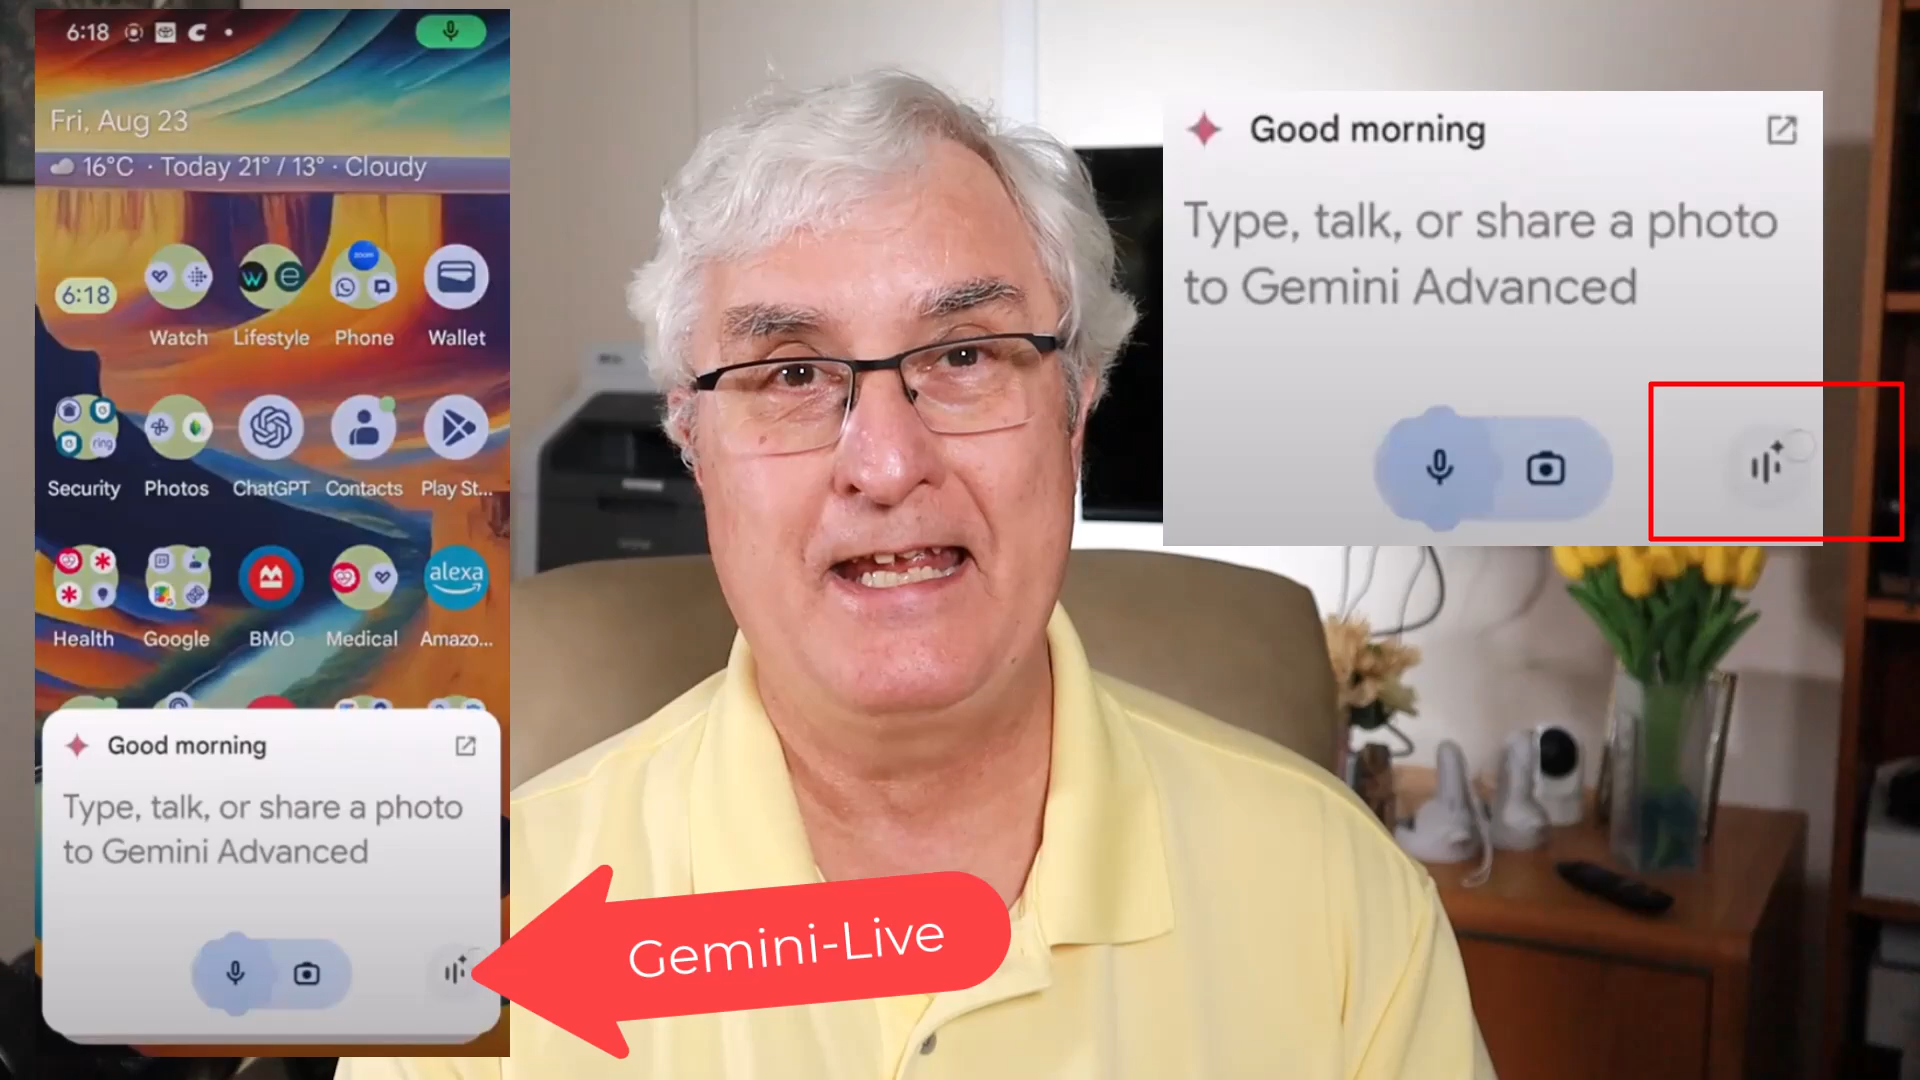 6:18
Fri, Aug 23
16°C · Today 21° / 13° · Cloudy
6:18
zoom
W e
Watch Lifestyle Phone Wallet
ring
Security Photos ChatGPT Contacts Play St...
alexa
Health Google BMO Medical Amazo...
Good morning
Type, talk, or share a photo
to Gemini Advanced
Gemini-Live
Good morning
Type, talk, or share a photo
to Gemini Advanced